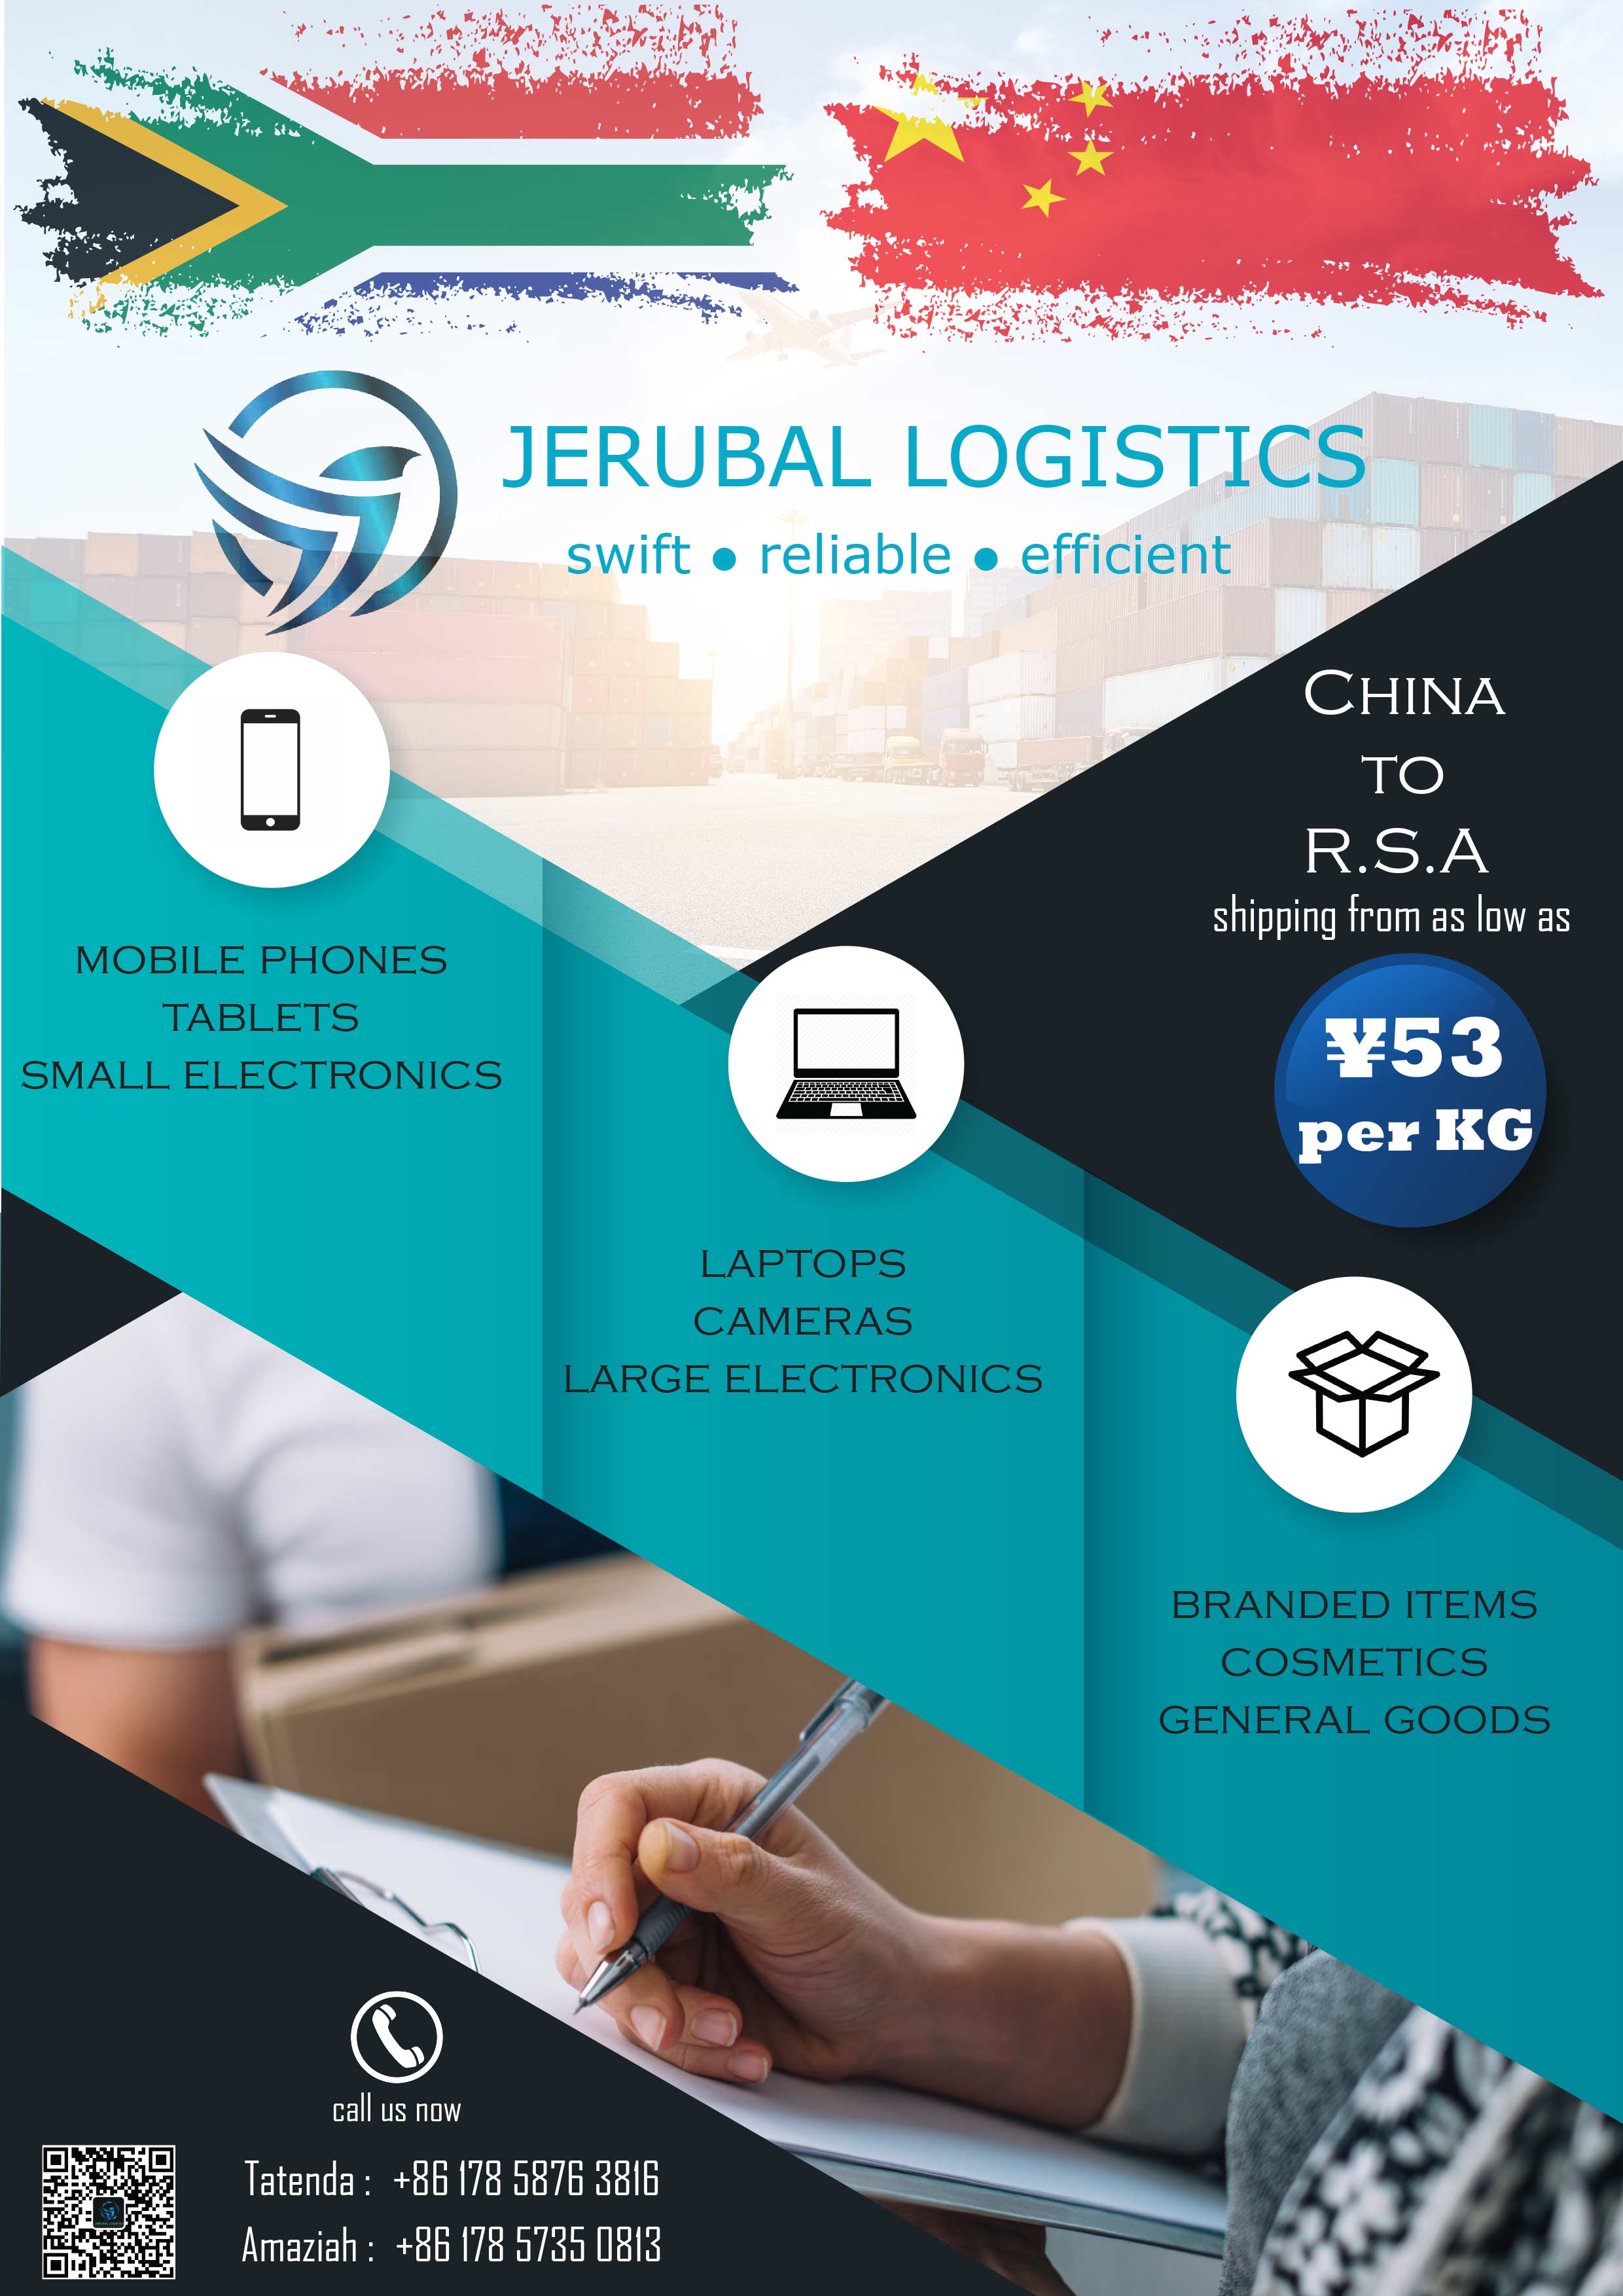 JERUBAL LOGISTICS
swift ● reliable ● efficient
CHINA
TO
R.S.A
shipping from as low as
¥53
per KG
MOBILE PHONES
TABLETS
SMALL ELECTRONICS
LAPTOPS
CAMERAS
LARGE ELECTRONICS
BRANDED ITEMS
COSMETICS
GENERAL GOODS
call us now
Tatenda : +86 178 5876 3816
Amaziah : +86 178 5735 0813